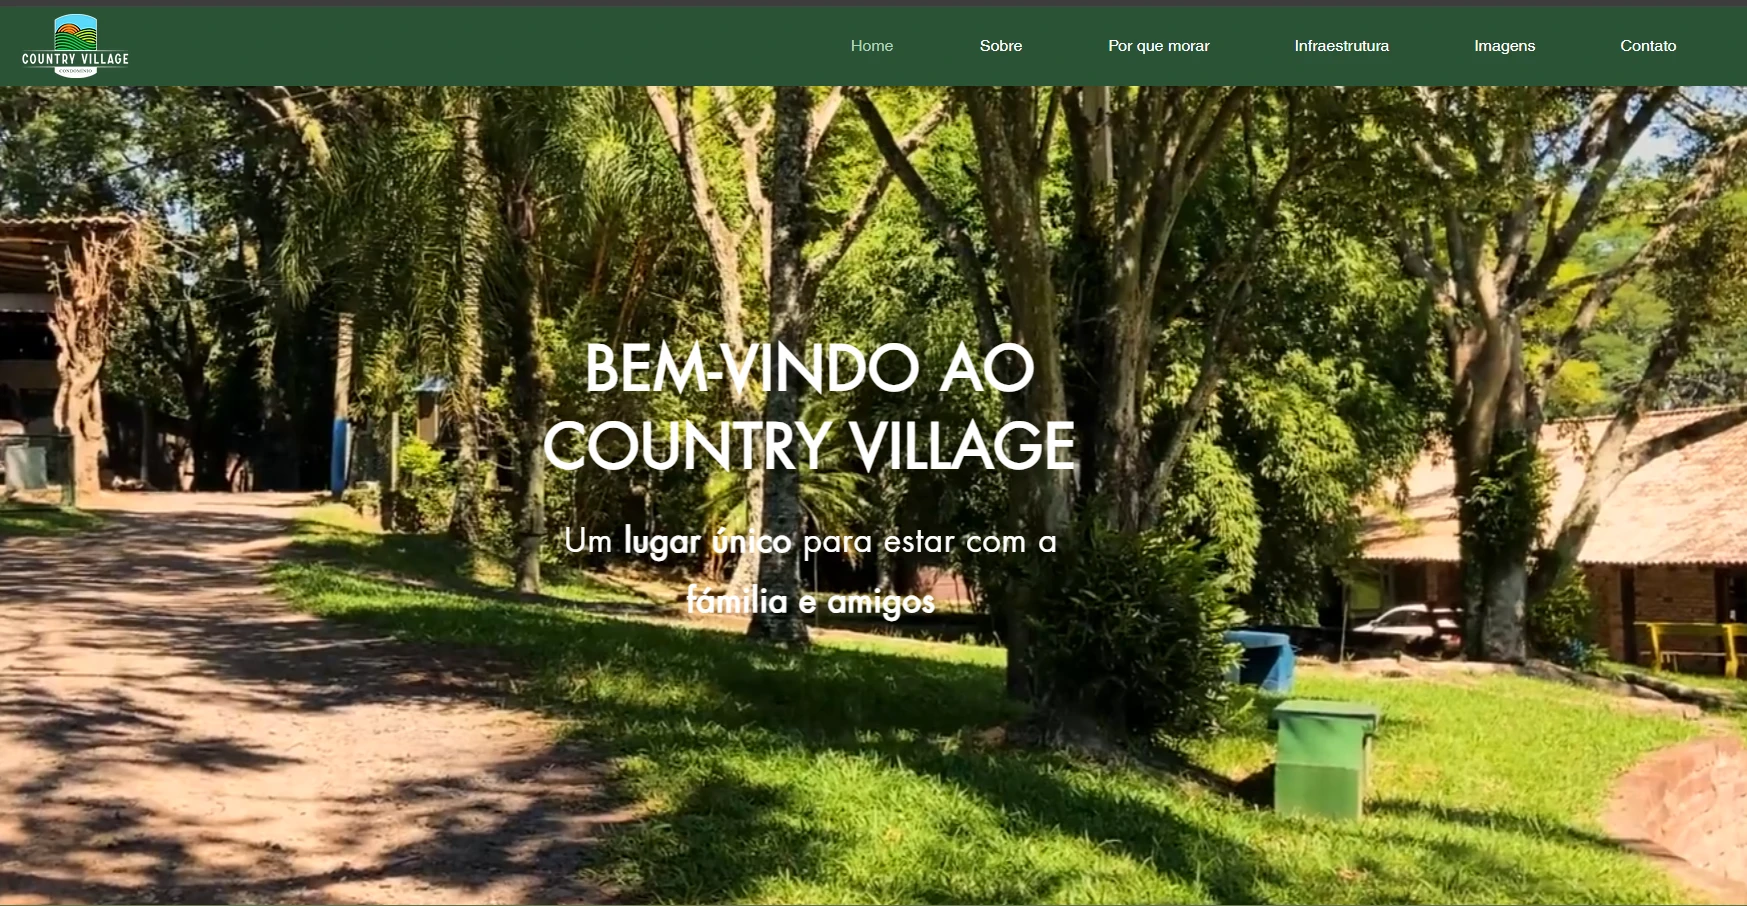 COUNTRY VILLAGE
CONDOMÍNIO
Home
Sobre
Por que morar
Infraestrutura
Imagens
Contato
BEM-VINDO AO
COUNTRY VILLAGE
Um lugar único para estar com a
fámilia e amigos